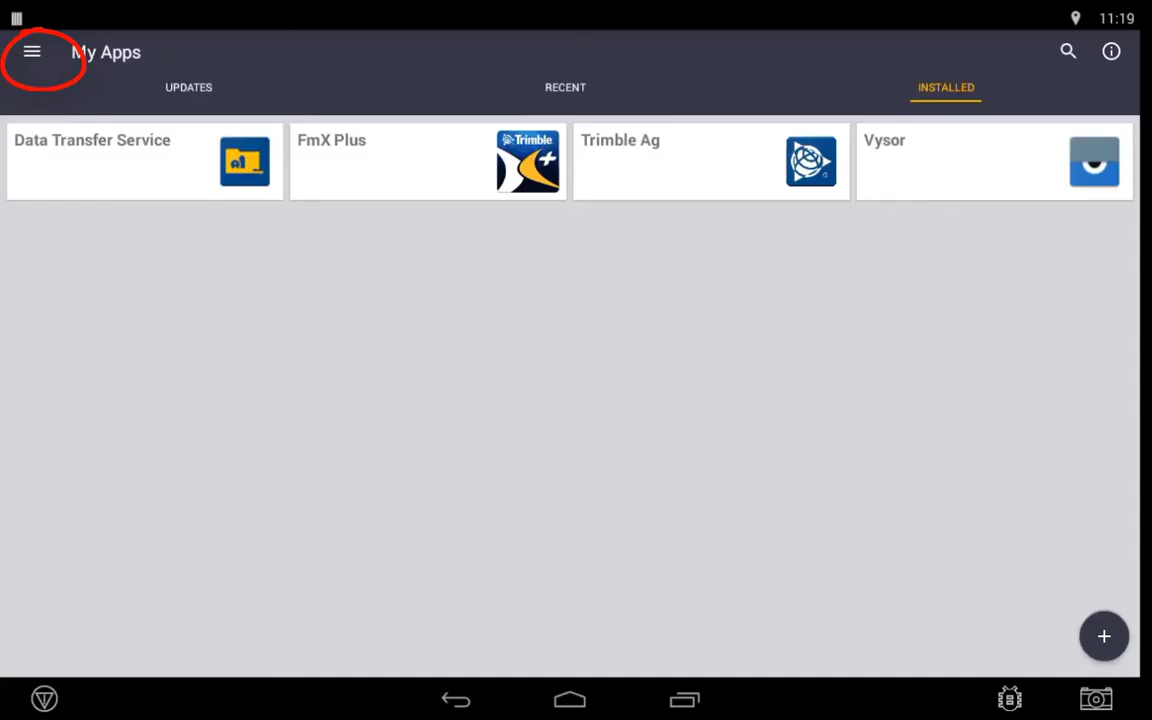 11:19
My Apps
UPDATES RECENT INSTALLED
Data Transfer Service FmX Plus Trimble Trimble Ag Vysor